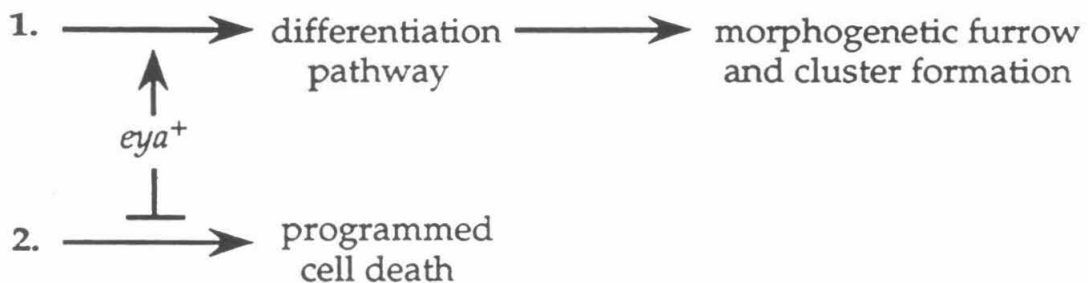 1. differentiation pathway morphogenetic furrow and cluster formation
eya+
2. programmed cell death